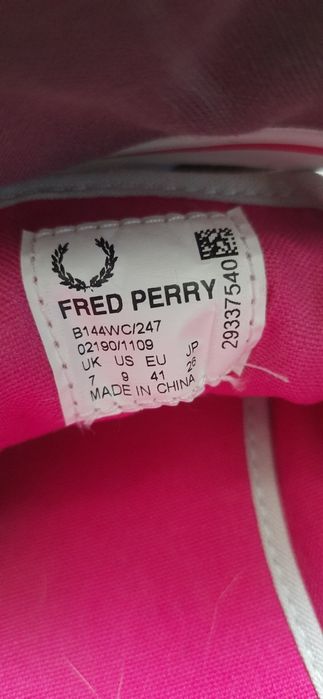 FRED PERRY
B144WC/247
02190/1109
UK US EU JP
7 9 41 26
MADE IN CHINA
29337540